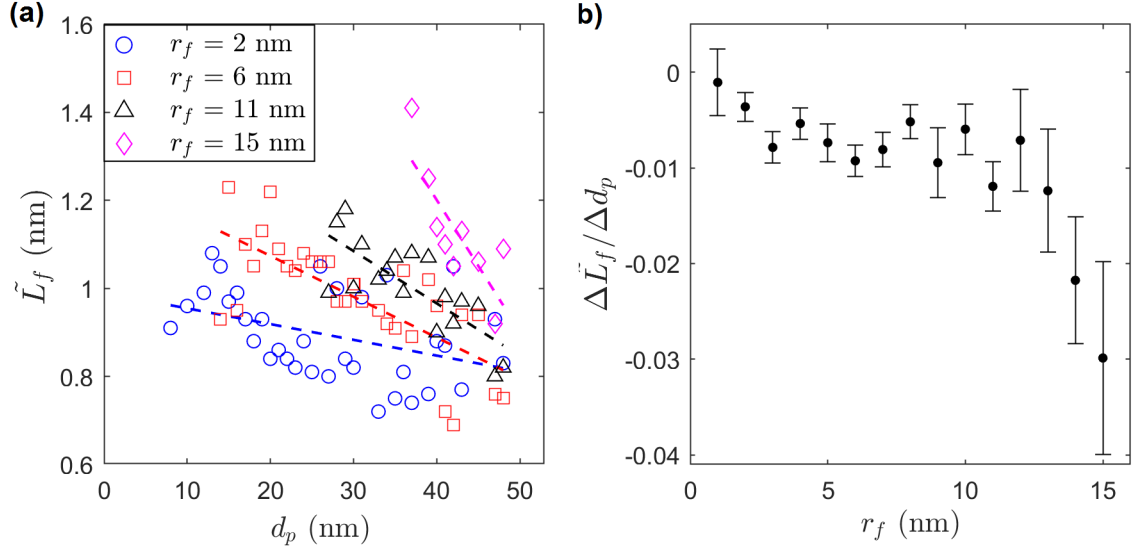 (a)
1.6
1.4
1.2
1
0.8
0.6
0
10
20
30
40
50
L̃_f (nm)
d_p (nm)
r_f = 2 nm
r_f = 6 nm
r_f = 11 nm
r_f = 15 nm
b)
0
-0.01
-0.02
-0.03
-0.04
0
5
10
15
ΔL̃_f/Δd_p
r_f (nm)